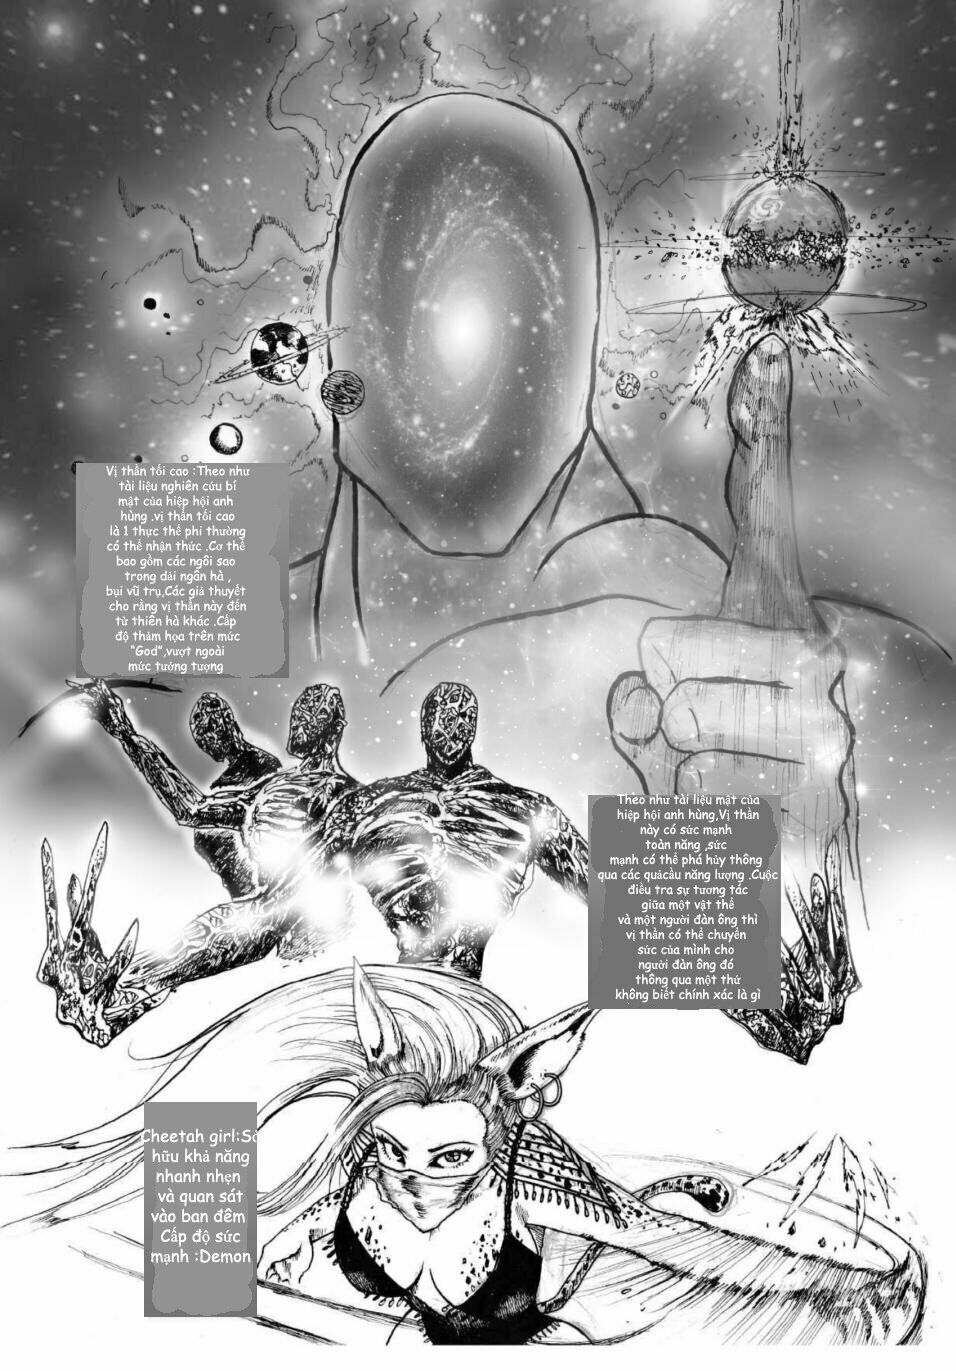 Vị thần tối cao :Theo như
tài liệu nghiên cứu bí
mật của hiệp hội anh
hùng .vị thần tối cao
là 1 thực thể phi thường
có thể nhận thức .Cơ thể
bao gồm các ngôi sao
trong dải ngân hà ,
bụi vũ trụ,Các giả thuyết
cho rằng vị thần này đến
từ thiên hà khác .Cấp
độ thảm họa trên mức
"God",vượt ngoài
mức tưởng tượng
Theo như tài liệu mật của
hiệp hội anh hùng,Vị thần
này có sức mạnh
toàn năng ,sức
mạnh có thể phá hủy thông
qua các quảcầu năng lượng .Cuộc
điều tra sự tương tác
giữa một vật thể
và một người đàn ông thì
vị thần có thể chuyển
sức của mình cho
người đàn ông đó
thông qua một thứ
không biết chính xác là gì
Cheetah girl:Sở
hữu khả năng
nhanh nhẹn
và quan sát
vào ban đêm
Cấp độ sức
mạnh :Demon